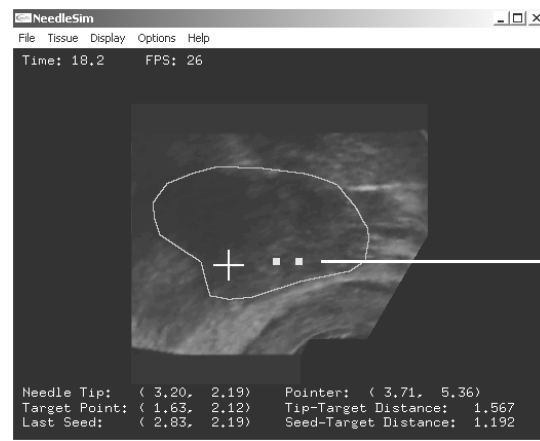 NeedleSim
File Tissue Display Options Help
Time: 18.2 FPS: 26
Needle Tip: ( 3.20, 2.19) Pointer: ( 3.71, 5.36)
Target Point: ( 1.63, 2.12) Tip-Target Distance: 1.567
Last Seed: ( 2.83, 2.19) Seed-Target Distance: 1.192